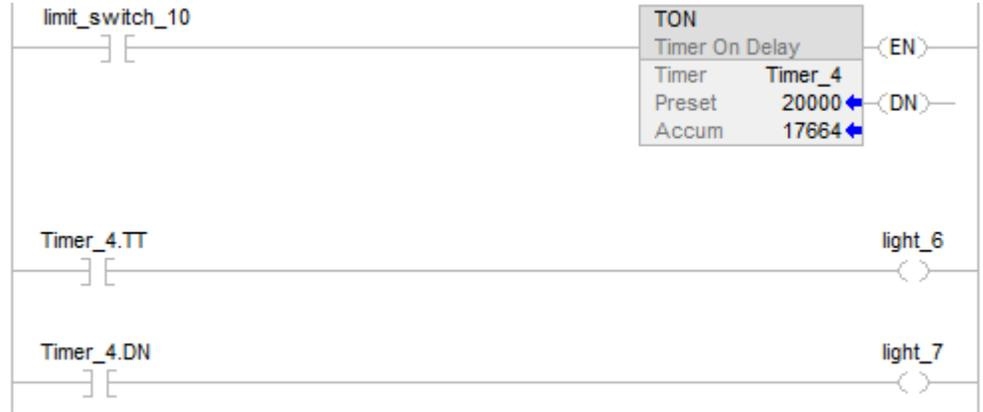 limit_switch_10
TON
Timer On Delay
EN
Timer Timer_4
Preset 20000
DN
Accum 17664
Timer_4.TT
light_6
Timer_4.DN
light_7